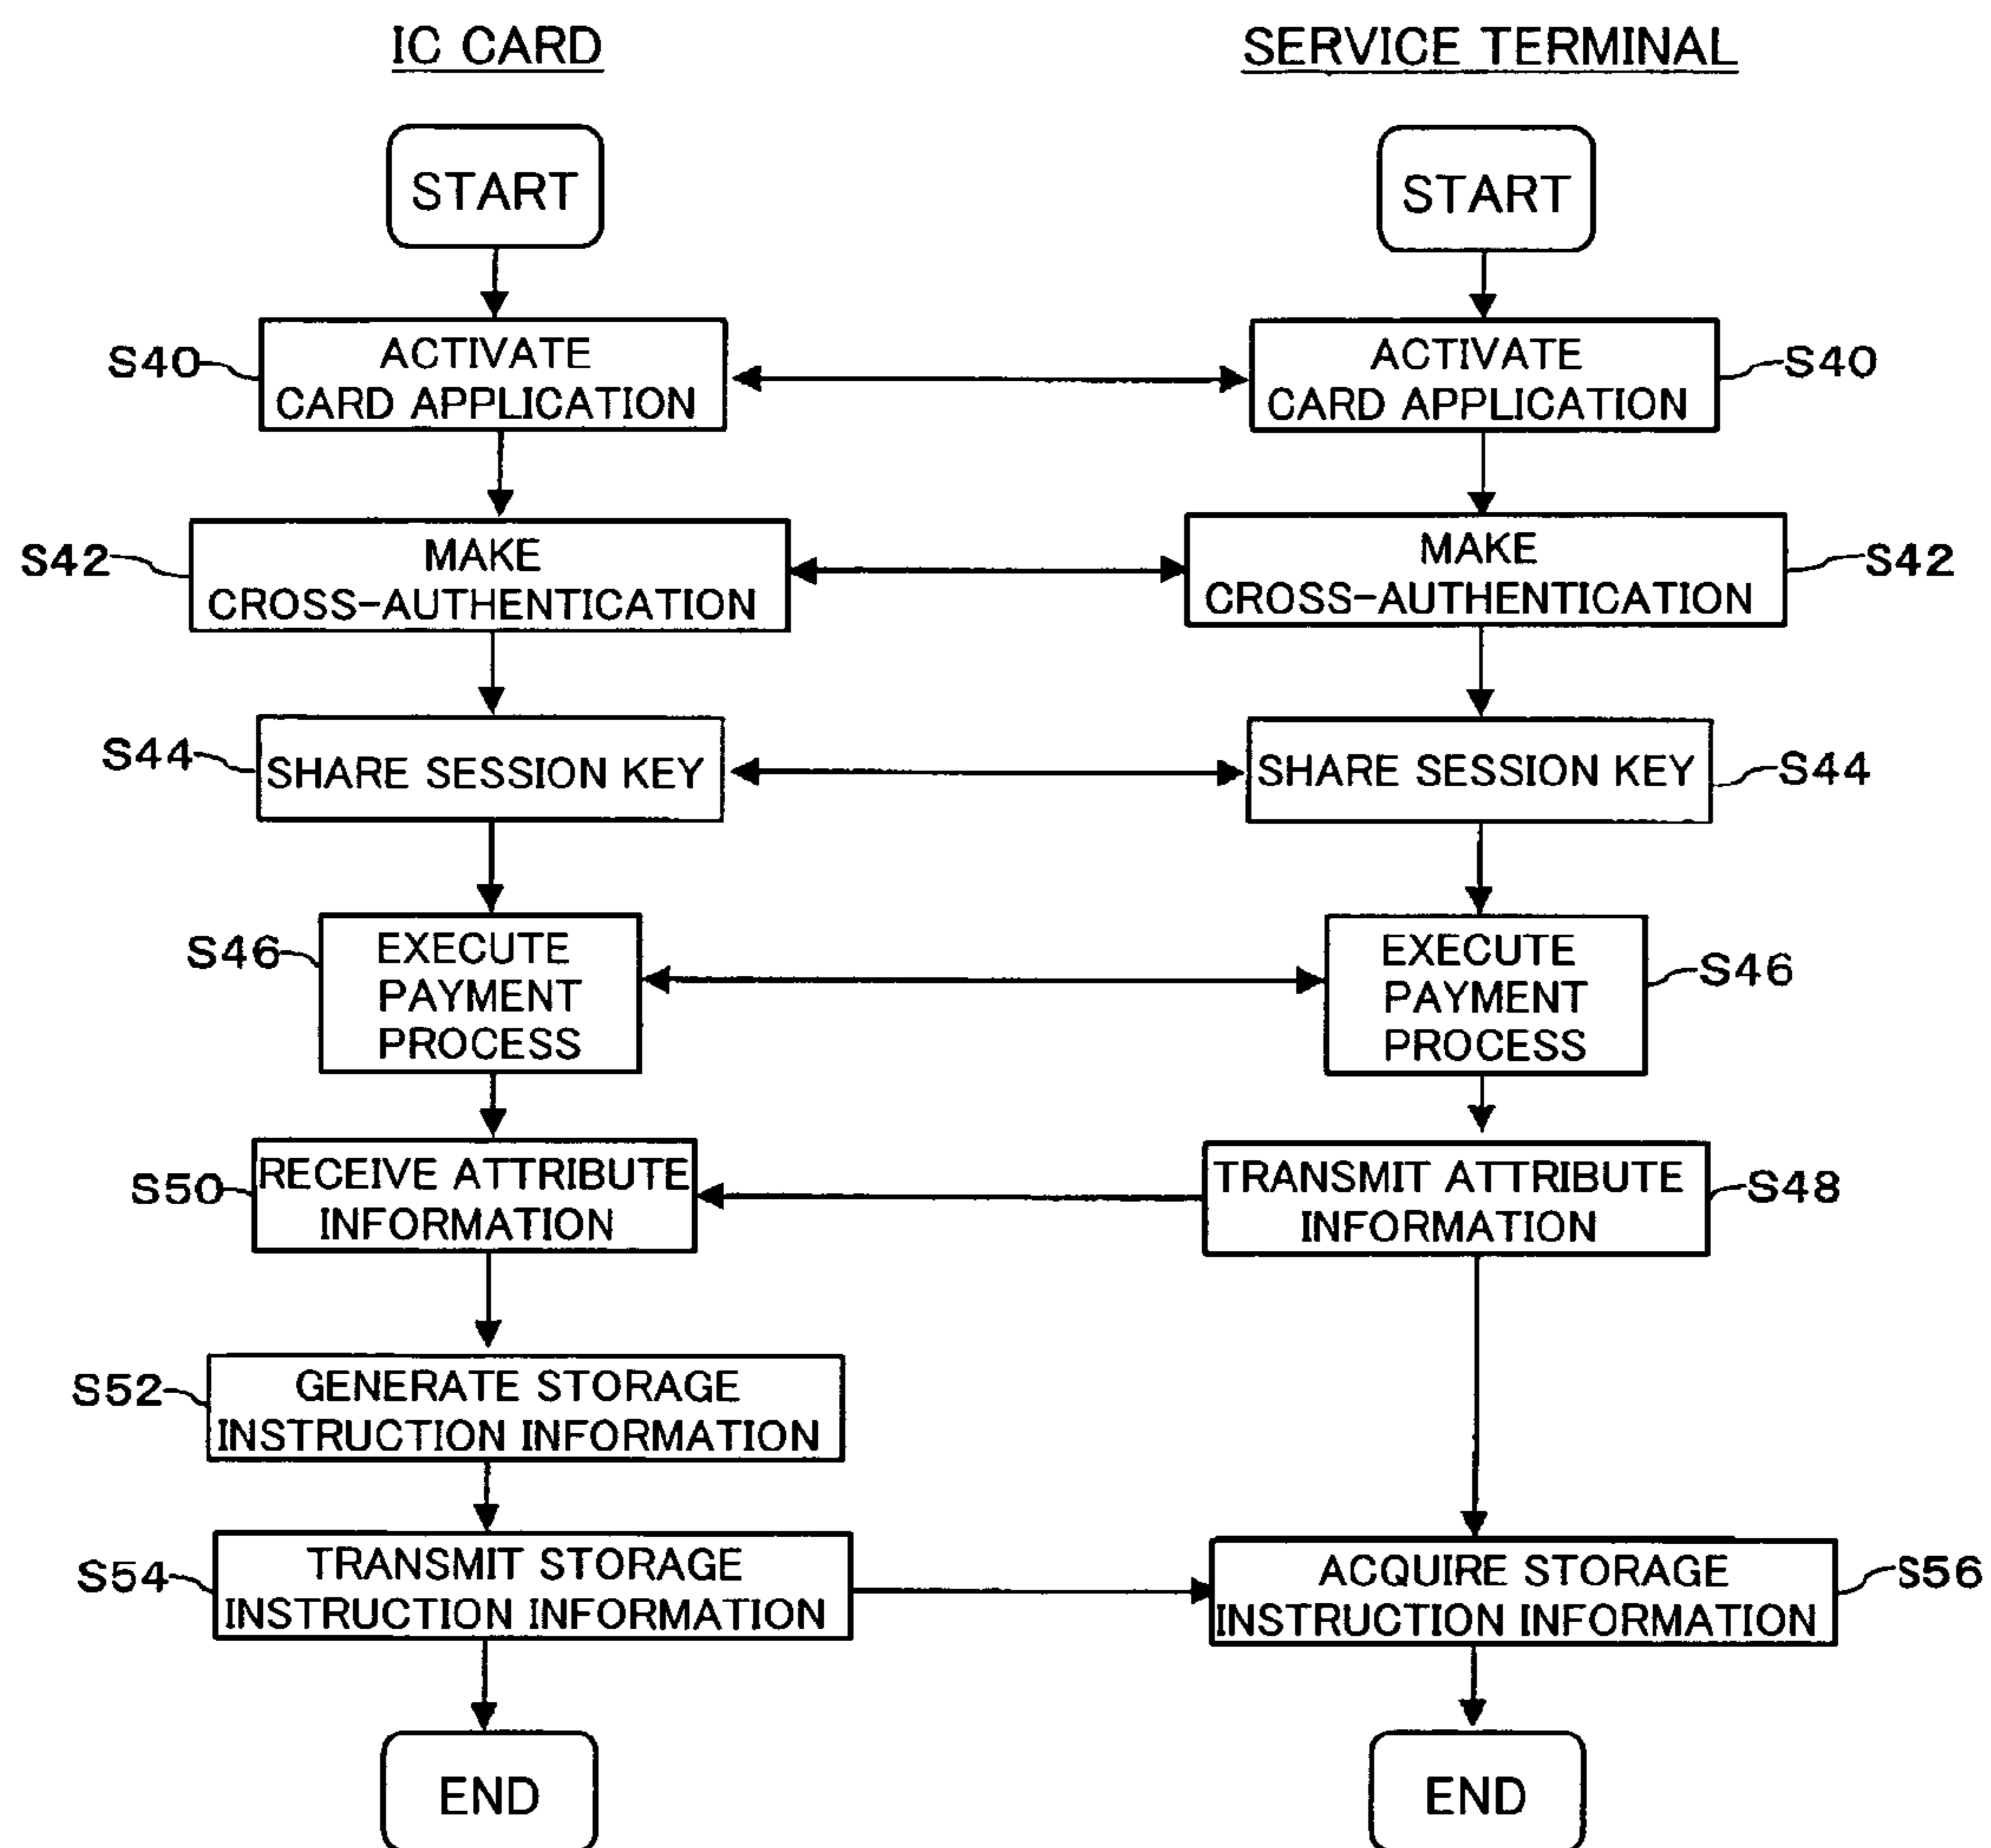 IC CARD
SERVICE TERMINAL
START
START
S40
ACTIVATE
CARD APPLICATION
ACTIVATE
CARD APPLICATION
S40
S42
MAKE
CROSS-AUTHENTICATION
MAKE
CROSS-AUTHENTICATION
S42
S44
SHARE SESSION KEY
SHARE SESSION KEY
S44
S46
EXECUTE
PAYMENT
PROCESS
EXECUTE
PAYMENT
PROCESS
S46
S50
RECEIVE ATTRIBUTE
INFORMATION
TRANSMIT ATTRIBUTE
INFORMATION
S48
S52
GENERATE STORAGE
INSTRUCTION INFORMATION
S54
TRANSMIT STORAGE
INSTRUCTION INFORMATION
ACQUIRE STORAGE
INSTRUCTION INFORMATION
S56
END
END